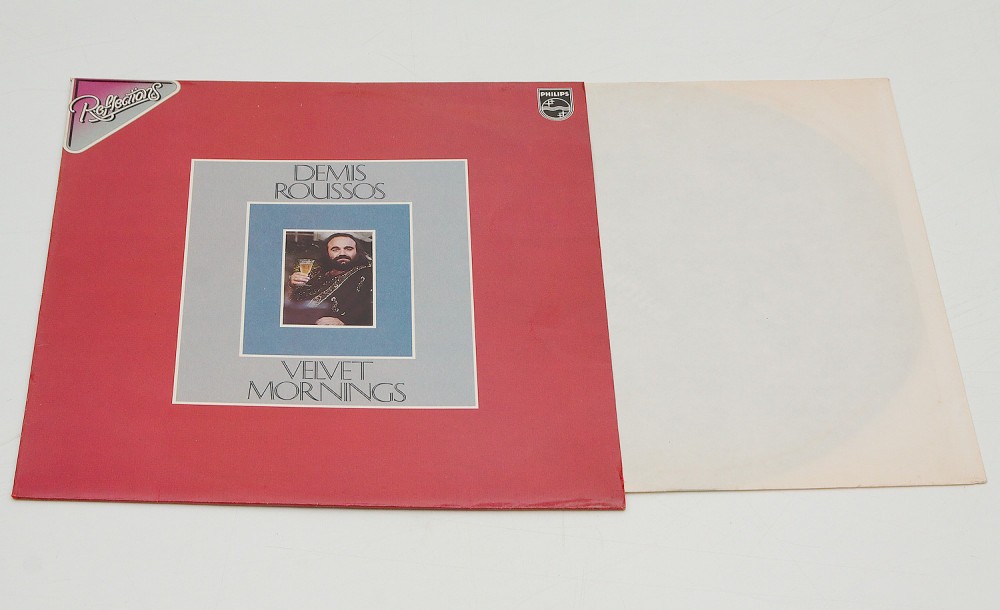 Reflections
PHILIPS
DEMIS
ROUSSOS
VELVET
MORNINGS